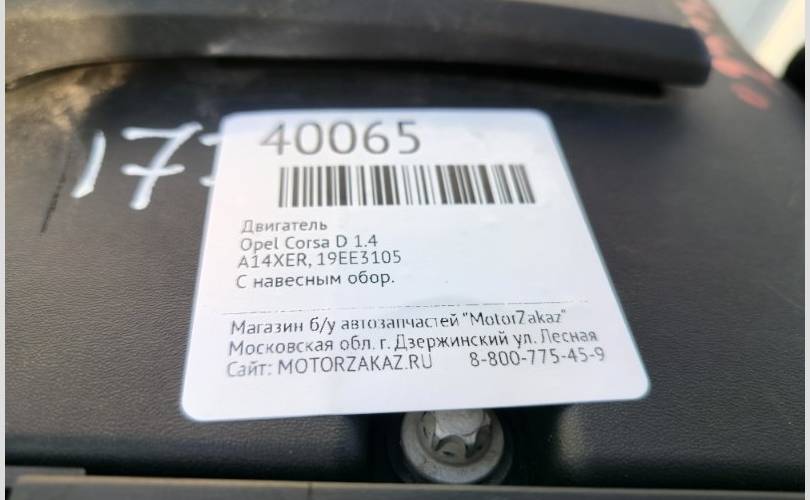 177
40065
Двигатель
Opel Corsa D 1.4
A14XER, 19EE3105
С навесным обор.
Магазин б/у автозапчастей "MotorZakaz"
Московская обл. г. Дзержинский ул. Лесная
Сайт: MOTORZAKAZ.RU 8-800-775-45-9